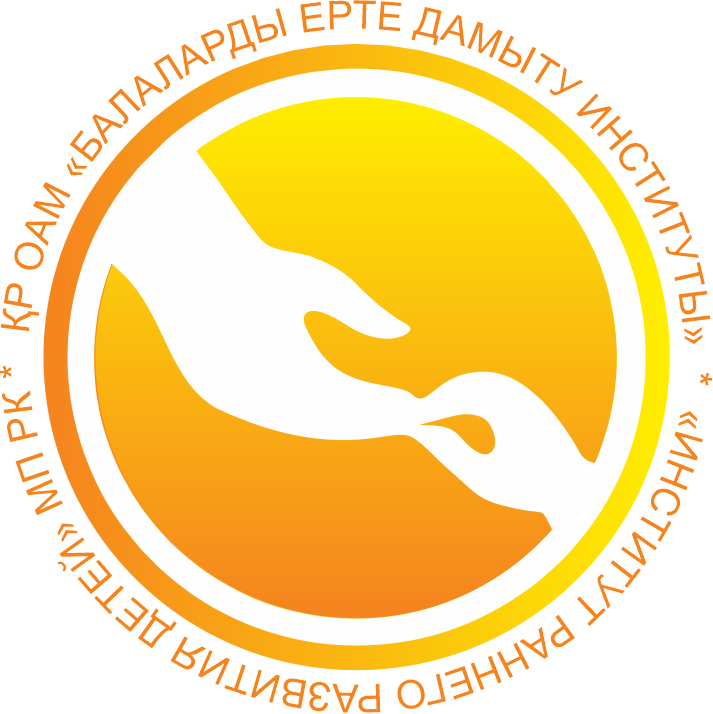 ҚР ОАМ «БАЛАЛАРДЫ ЕРТЕ ДАМЫТУ ИНСТИТУТЫ» *
«ИНСТИТУТ РАННЕГО РАЗВИТИЯ ДЕТЕЙ» МП РК *